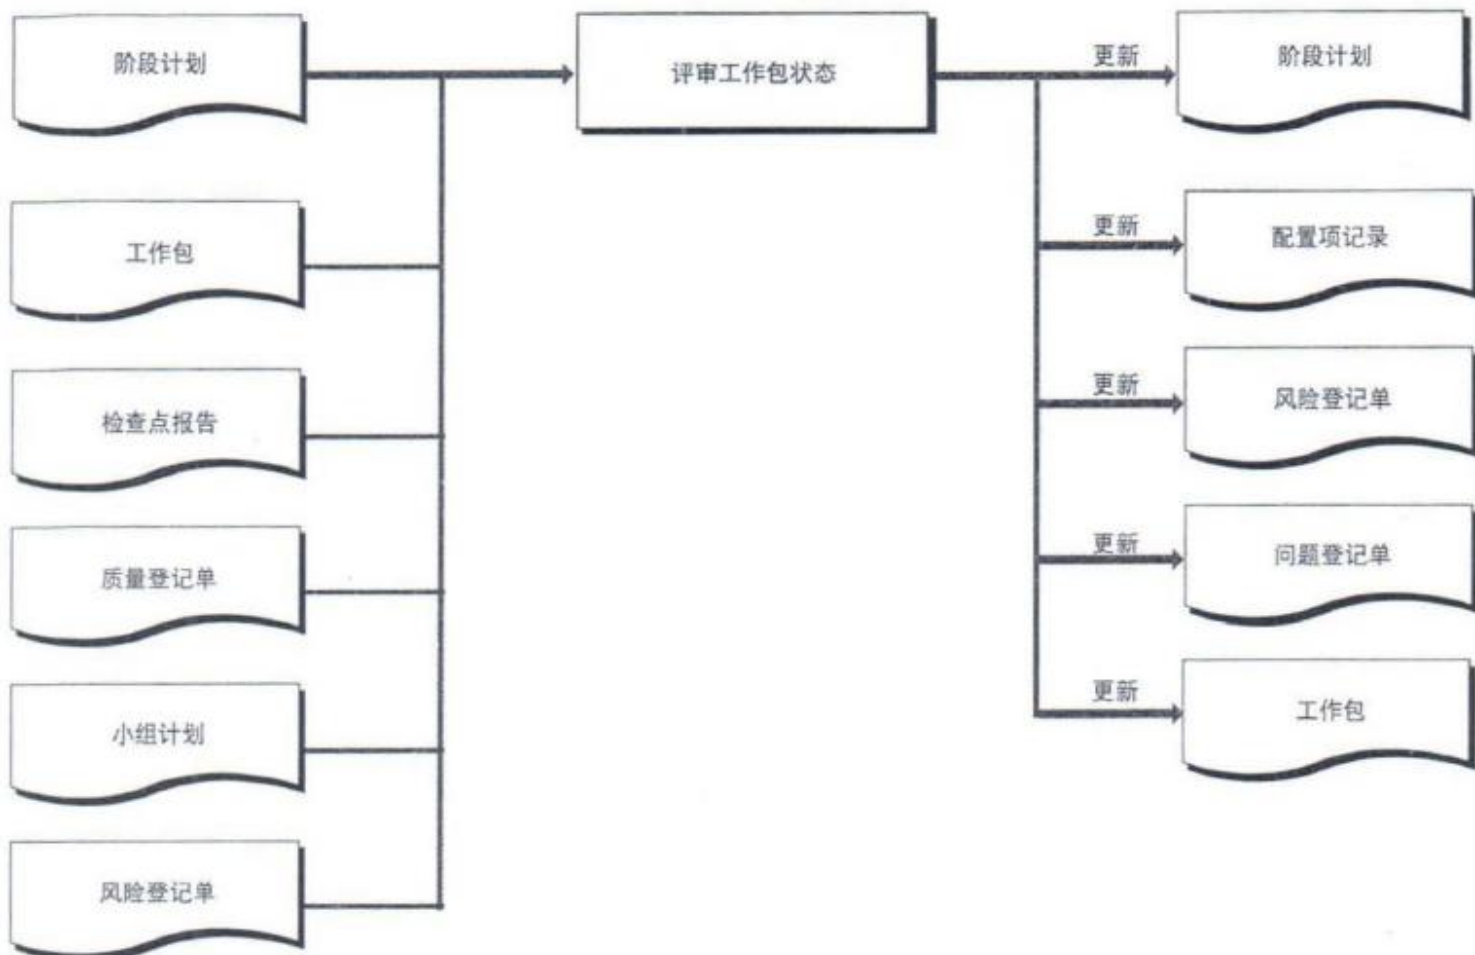 阶段计划
评审工作包状态
更新
阶段计划
工作包
更新
配置项记录
检查点报告
更新
风险登记单
质量登记单
更新
问题登记单
小组计划
更新
工作包
风险登记单